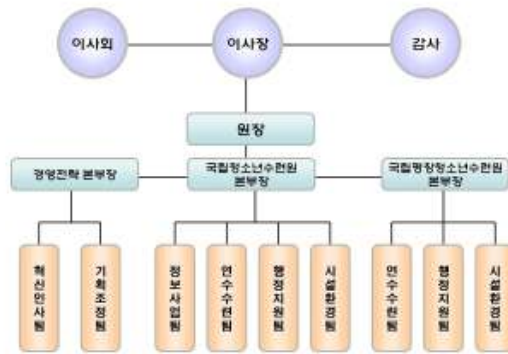 이사회
이사장
감사
원장
경영전략 본부장
국립청소년수련원
본부장
국립평창청소년수련원
본부장
혁신인사팀
기획조정팀
정보사업팀
연수수련팀
행정지원팀
시설환경팀
연수수련팀
행정지원팀
시설환경팀